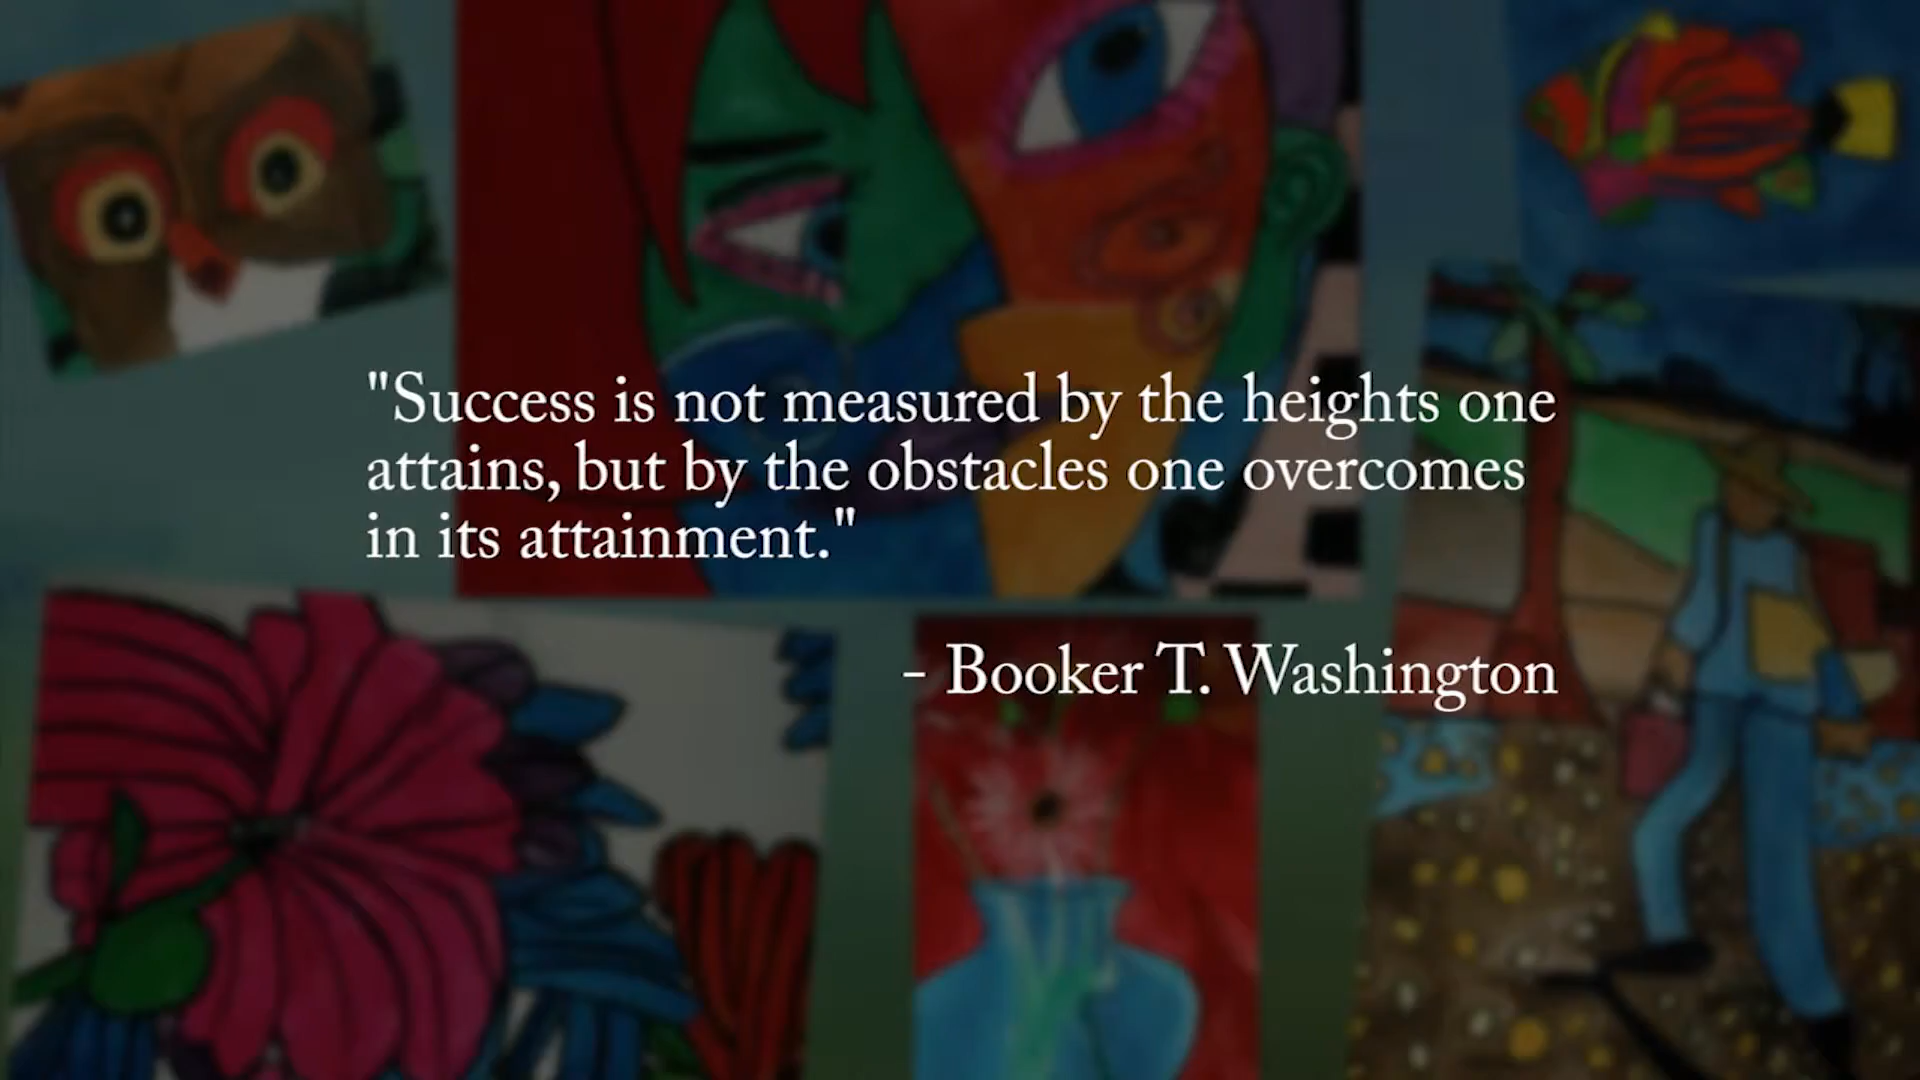 "Success is not measured by the heights one
attains, but by the obstacles one overcomes
in its attainment."
- Booker T. Washington